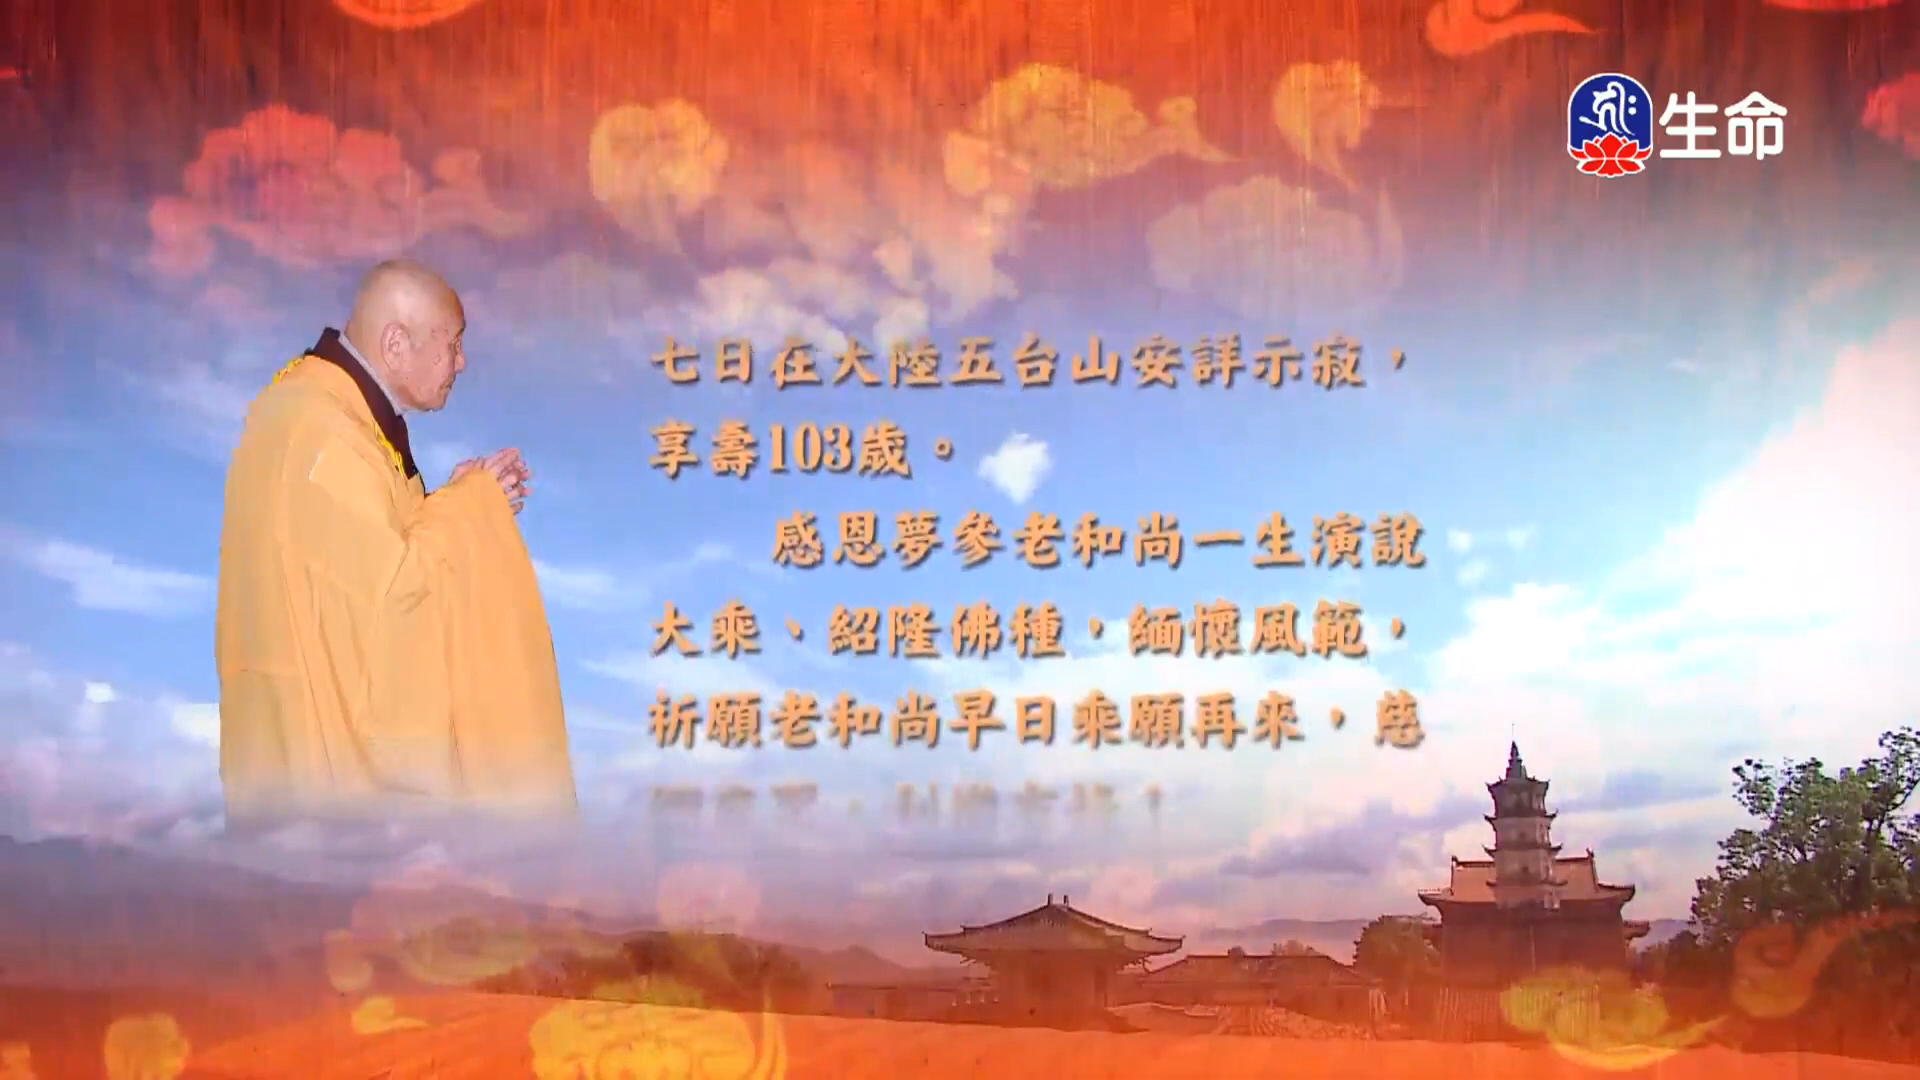 生命
七日在大陸五台山安詳示寂，
享壽103歲。
感恩夢參老和尚一生演說
大乘、紹隆佛種，緬懷風範，
祈願老和尚早日乘願再來，慈